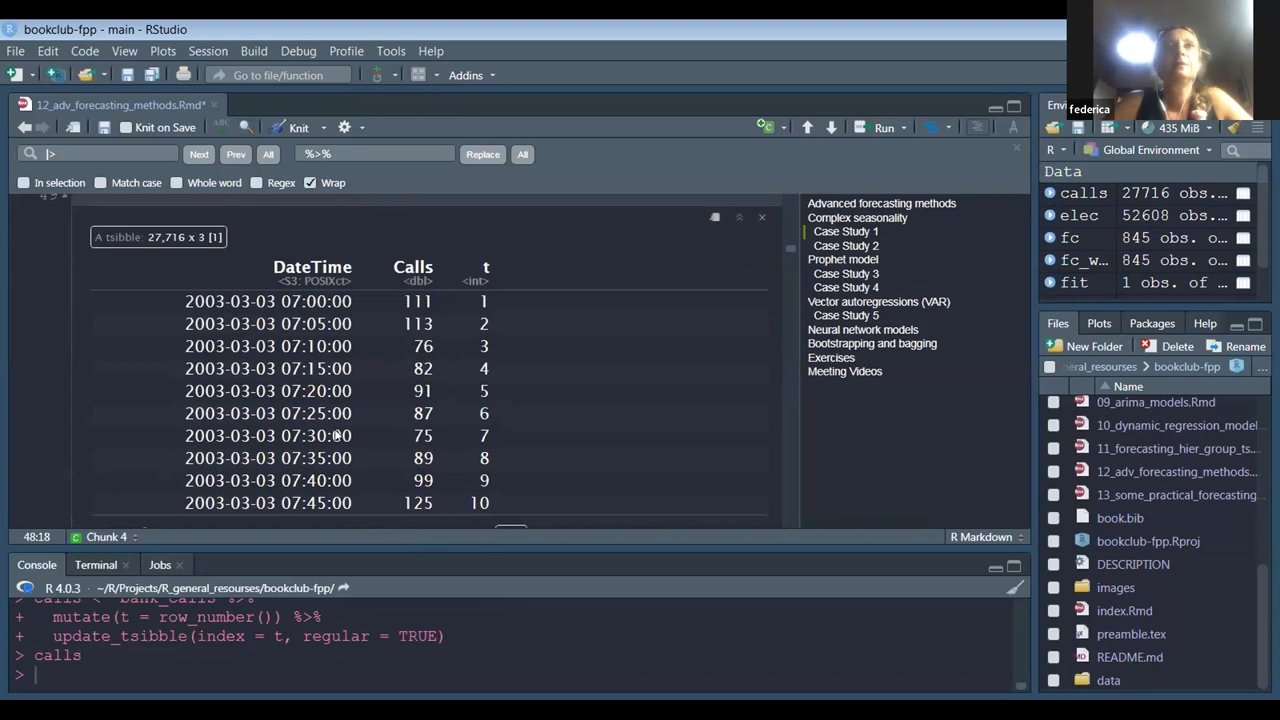 bookclub-fpp - main - RStudio
File Edit Code View Plots Session Build Debug Profile Tools Help
Go to file/function Addins
federica
12_adv_forecasting_methods.Rmd*
Knit on Save ABC Knit Run
|> Next Prev All %>% Replace All
In selection Match case Whole word Regex Wrap
49
A tsibble: 27,716 x 3 [1]
DateTime Calls t
<S3: POSIXct> <dbl> <int>
2003-03-03 07:00:00 111 1
2003-03-03 07:05:00 113 2
2003-03-03 07:10:00 76 3
2003-03-03 07:15:00 82 4
2003-03-03 07:20:00 91 5
2003-03-03 07:25:00 87 6
2003-03-03 07:30:00 75 7
2003-03-03 07:35:00 89 8
2003-03-03 07:40:00 99 9
2003-03-03 07:45:00 125 10
Advanced forecasting methods
Complex seasonality
Case Study 1
Case Study 2
Prophet model
Case Study 3
Case Study 4
Vector autoregressions (VAR)
Case Study 5
Neural network models
Bootstrapping and bagging
Exercises
Meeting Videos
48:18 Chunk 4 R Markdown
Console Terminal Jobs
R 4.0.3 · ~/R/Projects/R_general_resourses/bookclub-fpp/
> calls <- bank_calls %>%
+ mutate(t = row_number()) %>%
+ update_tsibble(index = t, regular = TRUE)
> calls
>
435 MiB
R Global Environment
Data
calls 27716 obs.…
elec 52608 obs.…
fc 845 obs. o…
fc_w… 845 obs. o…
fit 1 obs. of …
Files Plots Packages Help
New Folder Delete Rename
eneral_resourses bookclub-fpp ...
Name
09_arima_models.Rmd
10_dynamic_regression_model
11_forecasting_hier_group_ts.
12_adv_forecasting_methods.
13_some_practical_forecasting
book.bib
bookclub-fpp.Rproj
DESCRIPTION
images
index.Rmd
preamble.tex
README.md
data